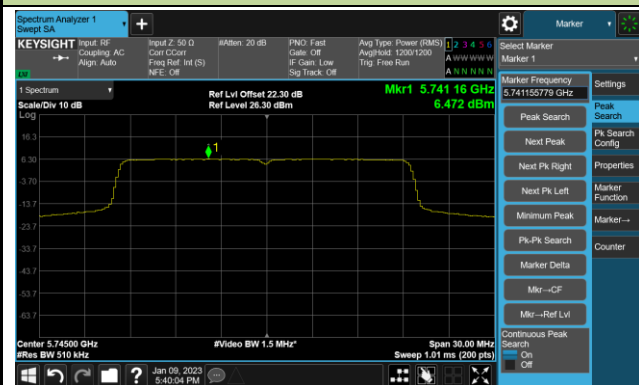 Spectrum Analyzer 1
Swept SA
+
Marker
KEYSIGHT
Input: RF
Coupling: AC
Align: Auto
Input Z: 50 Ω
Corr CCorr
Freq Ref: Int (S)
NFE: Off
#Atten: 20 dB
PNO: Fast
Gate: Off
IF Gain: Low
Sig Track: Off
Avg Type: Power (RMS)
Avg|Hold: 1200/1200
Trig: Free Run
1 2 3 4 5 6
A W W W W W
A N N N N N
Select Marker
Marker 1
1 Spectrum
Scale/Div 10 dB
Log
Ref Lvl Offset 22.30 dB
Ref Level 26.30 dBm
Mkr1 5.741 16 GHz
6.472 dBm
16.3
6.30
-3.70
-13.7
-23.7
-33.7
-43.7
-53.7
-63.7
1
Center 5.74500 GHz
#Res BW 510 kHz
#Video BW 1.5 MHz*
Span 30.00 MHz
Sweep 1.01 ms (200 pts)
Marker Frequency
5.741155779 GHz
Peak Search
Next Peak
Next Pk Right
Next Pk Left
Minimum Peak
Pk-Pk Search
Marker Delta
Mkr→CF
Mkr→Ref Lvl
Continuous Peak
Search
On
Off
Settings
Peak
Search
Pk Search
Config
Properties
Marker
Function
Marker→
Counter
Jan 09, 2023
5:40:04 PM